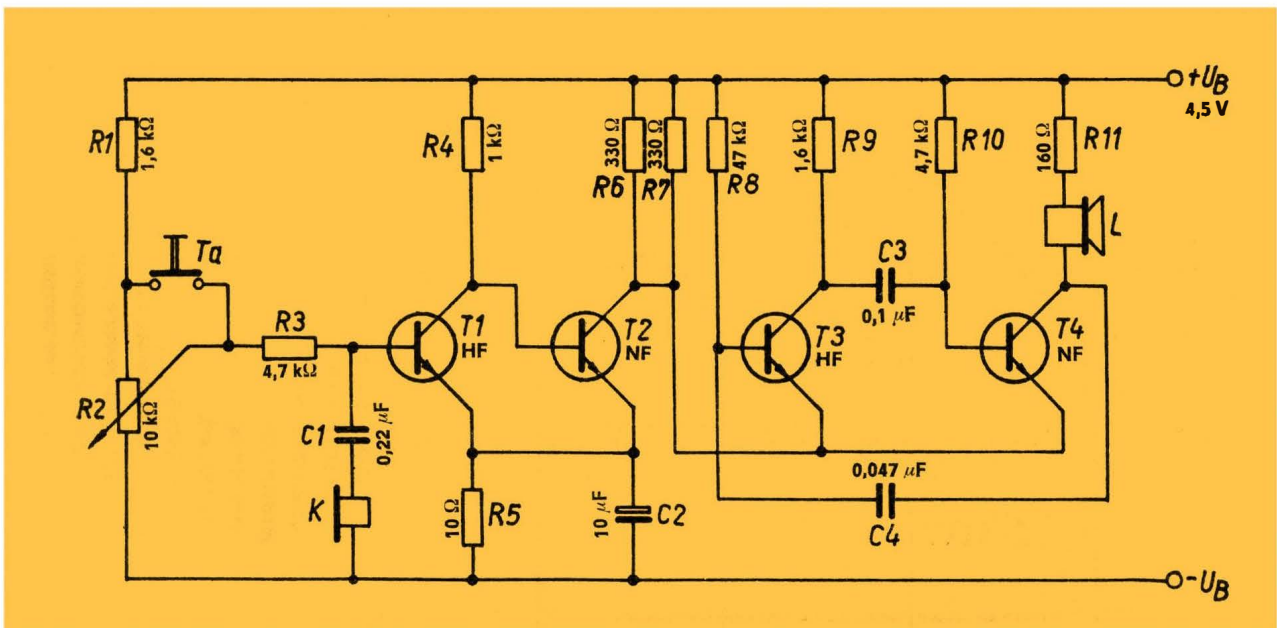 +UB
4,5 V
R1
1,6 kΩ
R4
1 kΩ
330 Ω
R6
330 Ω
R7
47 kΩ
R8
1,6 kΩ
R9
4,7 kΩ
R10
160 Ω
R11
L
Ta
C3
0,1 µF
R3
4,7 kΩ
T1
HF
T2
NF
T3
HF
T4
NF
R2
10 kΩ
C1
0,22 µF
K
10 Ω
R5
10 µF
C2
0,047 µF
C4
-UB